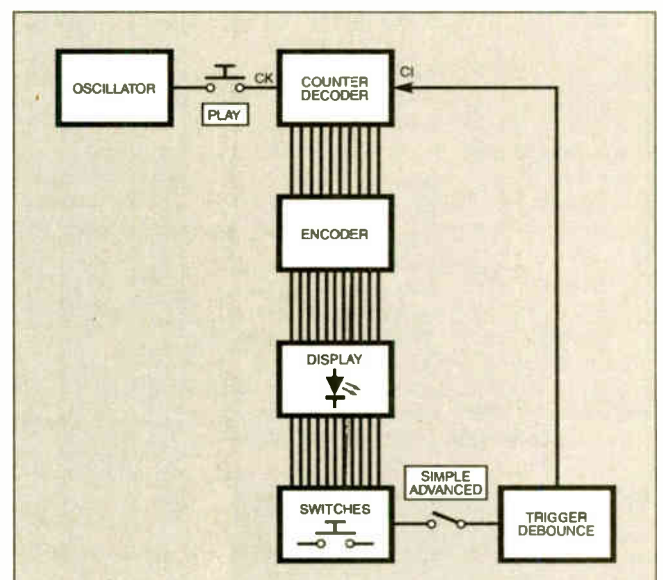 OSCILLATOR
PLAY
CK
COUNTER
DECODER
CI
ENCODER
DISPLAY
SWITCHES
SIMPLE
ADVANCED
TRIGGER
DEBOUNCE